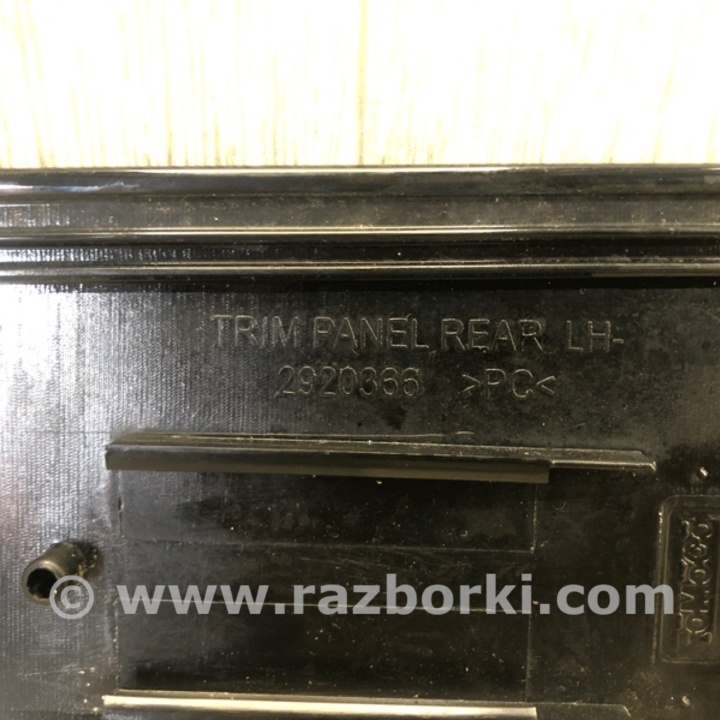 TRIM PANEL REAR LH-
2920366 >PC<
© www.razborki.com